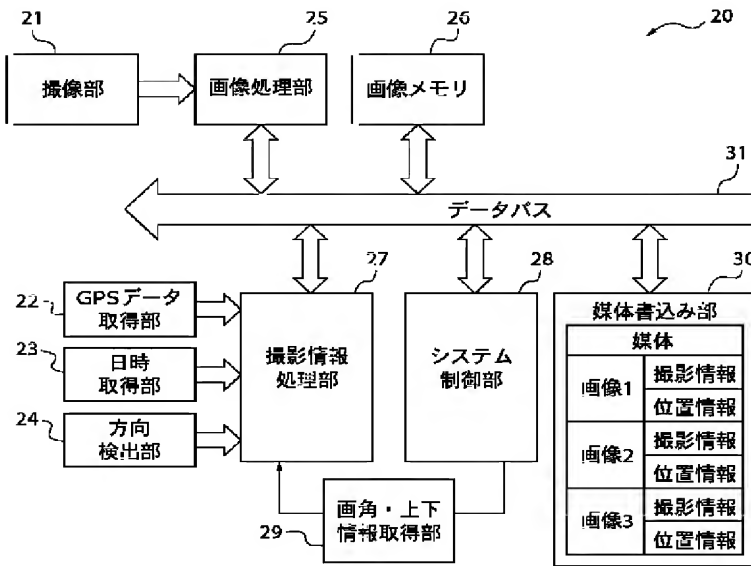 21
25
26
20
撮像部
画像処理部
画像メモリ
31
データバス
22
GPSデータ
取得部
27
28
30
23
日時
取得部
撮影情報
処理部
システム
制御部
24
方向
検出部
29
画角・上下
情報取得部
媒体書込み部
媒体
画像1
撮影情報
位置情報
画像2
撮影情報
位置情報
画像3
撮影情報
位置情報